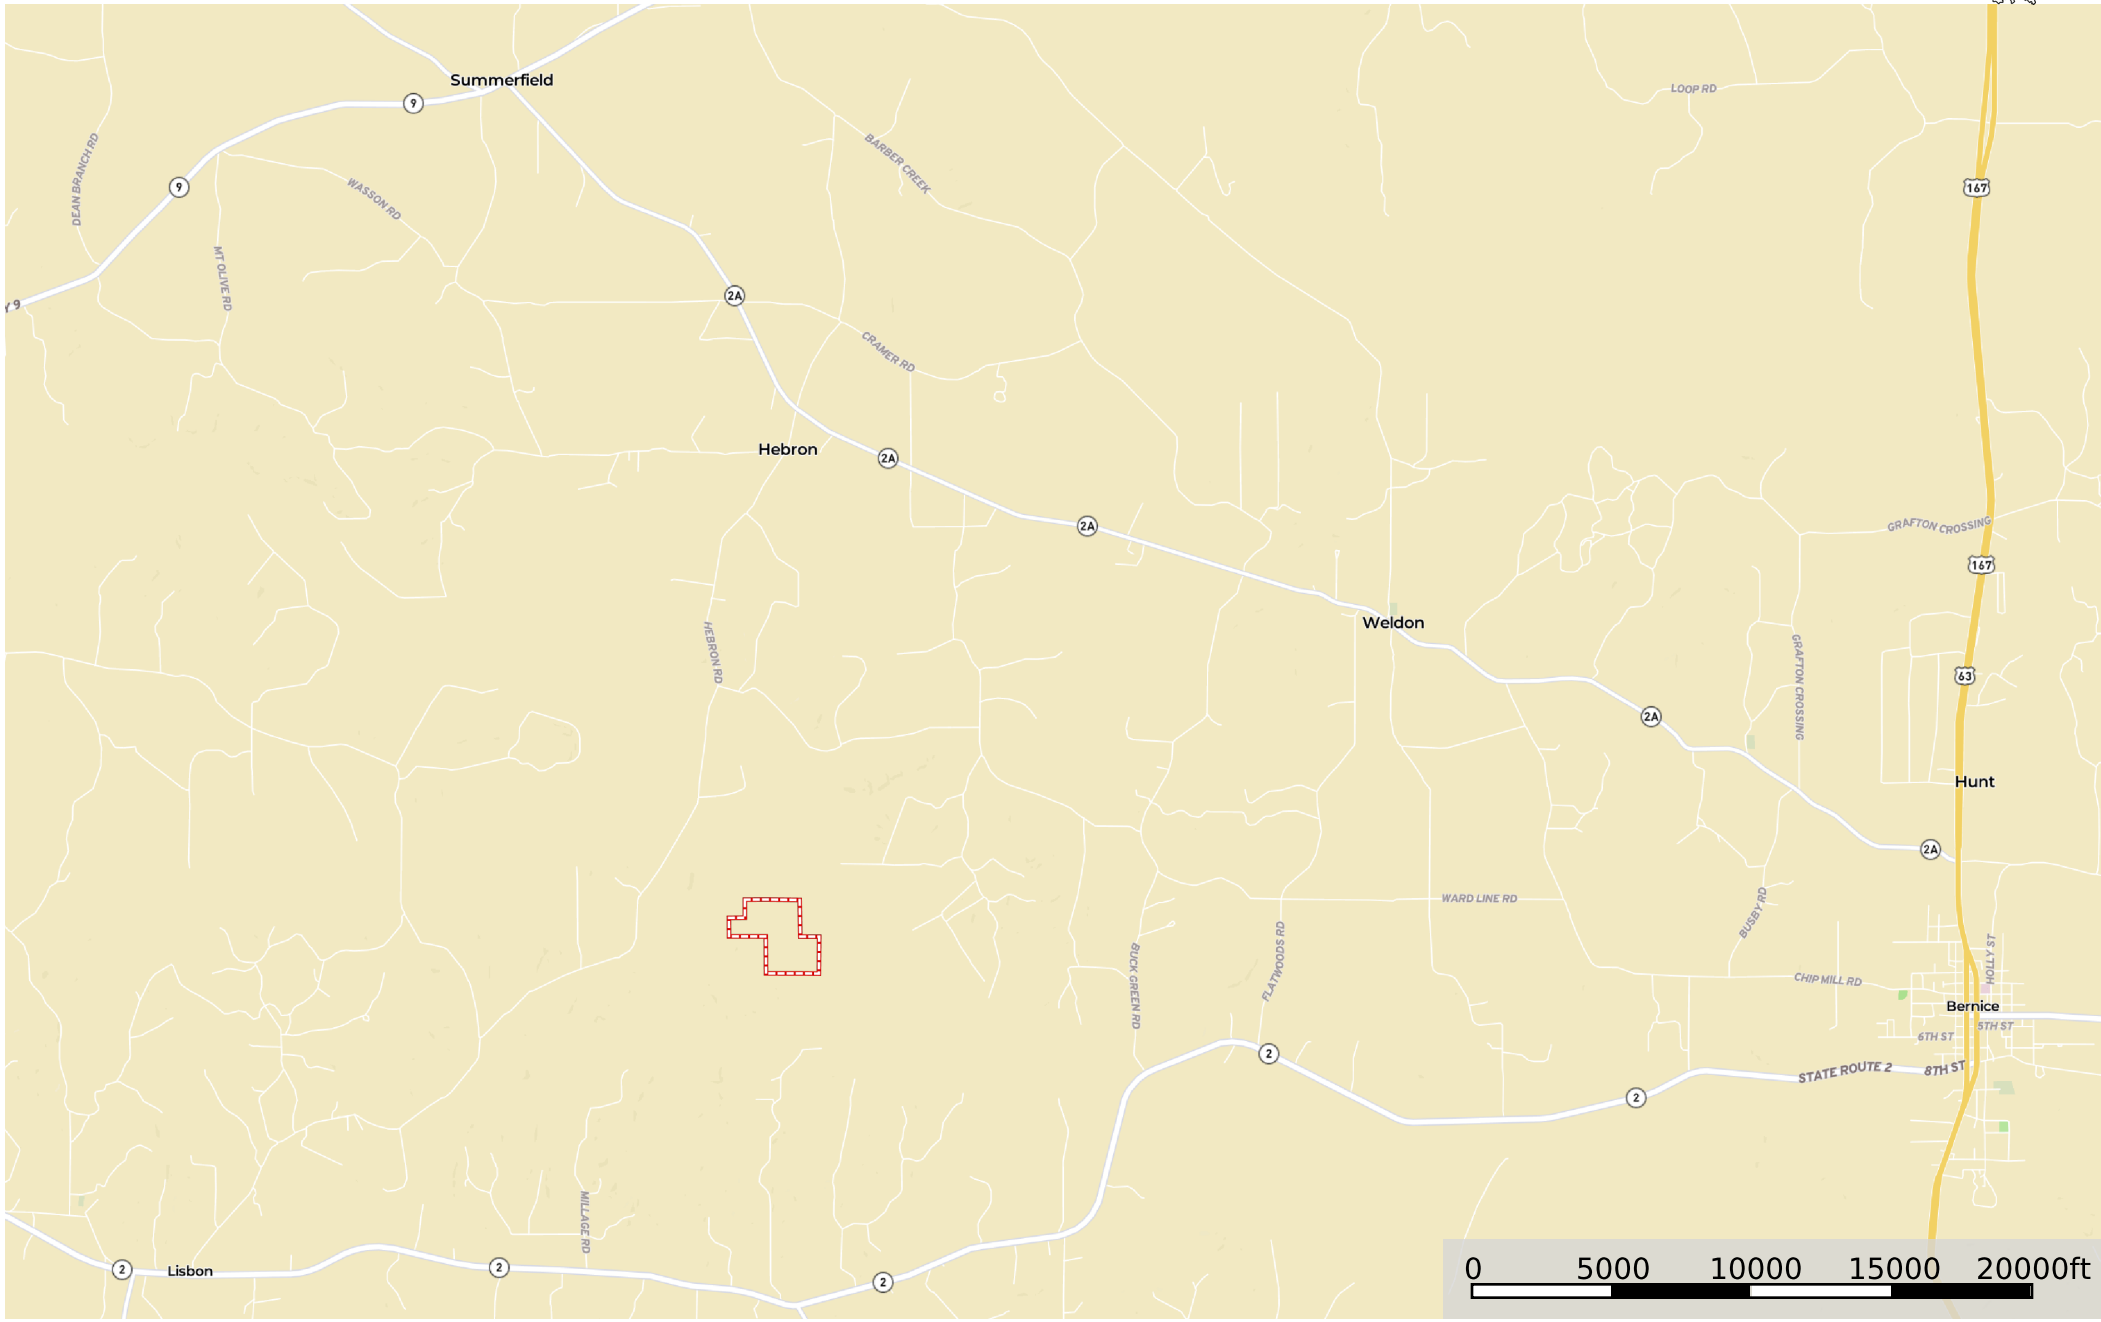 Summerfield
9
LOOP RD
DEAN BRANCH RD
BARBER CREEK
9
WASSON RD
167
MT OLIVE RD
2A
Y 9
CRAMER RD
Hebron
2A
2A
GRAFTON CROSSING
167
Weldon
HEBRON RD
GRAFTON CROSSING
63
2A
Hunt
2A
WARD LINE RD
BUSBY RD
FLATWOODS RD
BUCK GREEN RD
HOLLY ST
CHIP MILL RD
Bernice
5TH ST
6TH ST
2
STATE ROUTE 2
8TH ST
2
MILLAGE RD
2
Lisbon
2
2
0 5000 10000 15000 20000ft